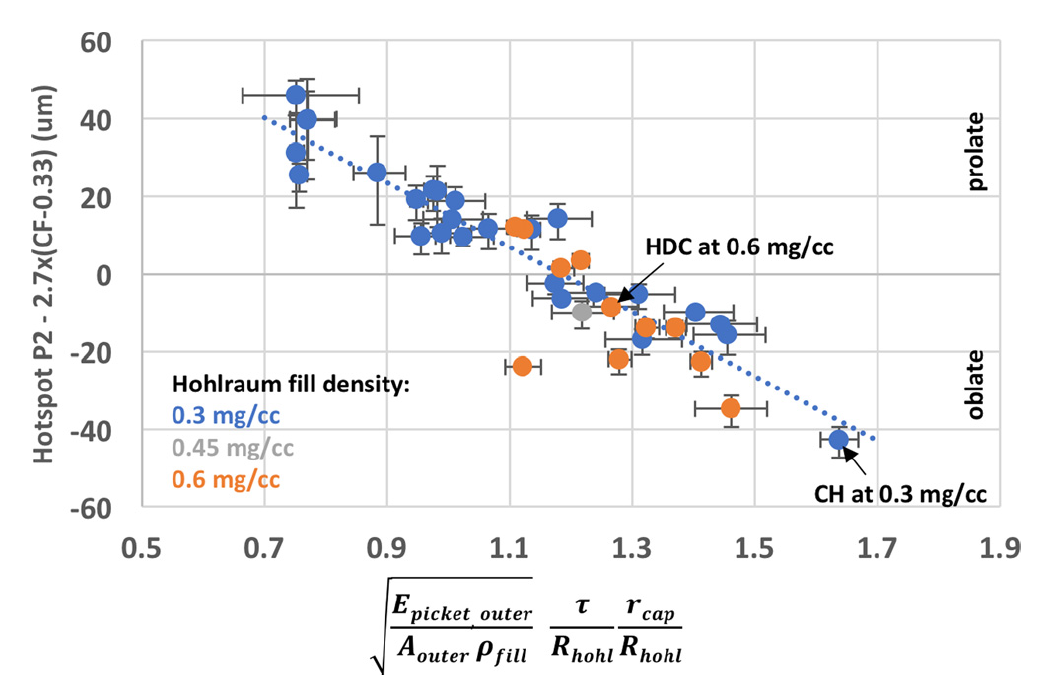 60
40
20
0
-20
-40
-60
Hotspot P2 - 2.7x(CF-0.33) (um)
prolate
oblate
HDC at 0.6 mg/cc
Hohlraum fill density:
0.3 mg/cc
0.45 mg/cc
0.6 mg/cc
CH at 0.3 mg/cc
0.5 0.7 0.9 1.1 1.3 1.5 1.7 1.9
√ E_picket, outer τ r_cap
A_outer ρ_fill R_hohl R_hohl